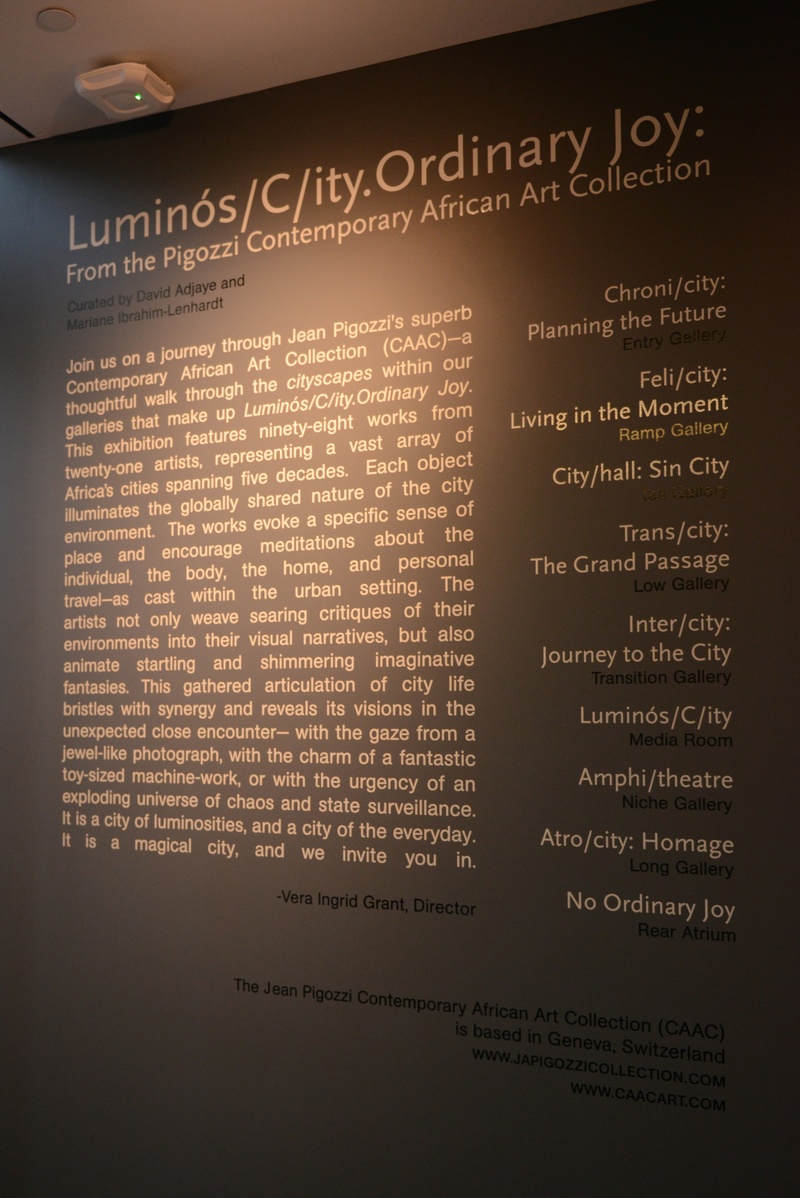 Luminós/C/ity.Ordinary Joy:
From the Pigozzi Contemporary African Art Collection
Curated by David Adjaye and
Mariane Ibrahim-Lenhardt
Join us on a journey through Jean Pigozzi's superb
Contemporary African Art Collection (CAAC)—a
thoughtful walk through the cityscapes within our
galleries that make up Luminós/C/ity.Ordinary Joy.
This exhibition features ninety-eight works from
twenty-one artists, representing a vast array of
Africa's cities spanning five decades. Each object
illuminates the globally shared nature of the city
environment. The works evoke a specific sense of
place and encourage meditations about the
individual, the body, the home, and personal
travel—as cast within the urban setting. The
artists not only weave searing critiques of their
environments into their visual narratives, but also
animate startling and shimmering imaginative
fantasies. This gathered articulation of city life
bristles with synergy and reveals its visions in the
unexpected close encounter— with the gaze from a
jewel-like photograph, with the charm of a fantastic
toy-sized machine-work, or with the urgency of an
exploding universe of chaos and state surveillance.
It is a city of luminosities, and a city of the everyday.
It is a magical city, and we invite you in.
-Vera Ingrid Grant, Director
Chroni/city:
Planning the Future
Entry Gallery
Feli/city:
Living in the Moment
Ramp Gallery
City/hall: Sin City
Gallery
Trans/city:
The Grand Passage
Low Gallery
Inter/city:
Journey to the City
Transition Gallery
Luminós/C/ity
Media Room
Amphi/theatre
Niche Gallery
Atro/city: Homage
Long Gallery
No Ordinary Joy
Rear Atrium
The Jean Pigozzi Contemporary African Art Collection (CAAC)
is based in Geneva, Switzerland
WWW.JAPIGOZZICOLLECTION.COM
WWW.CAACART.COM